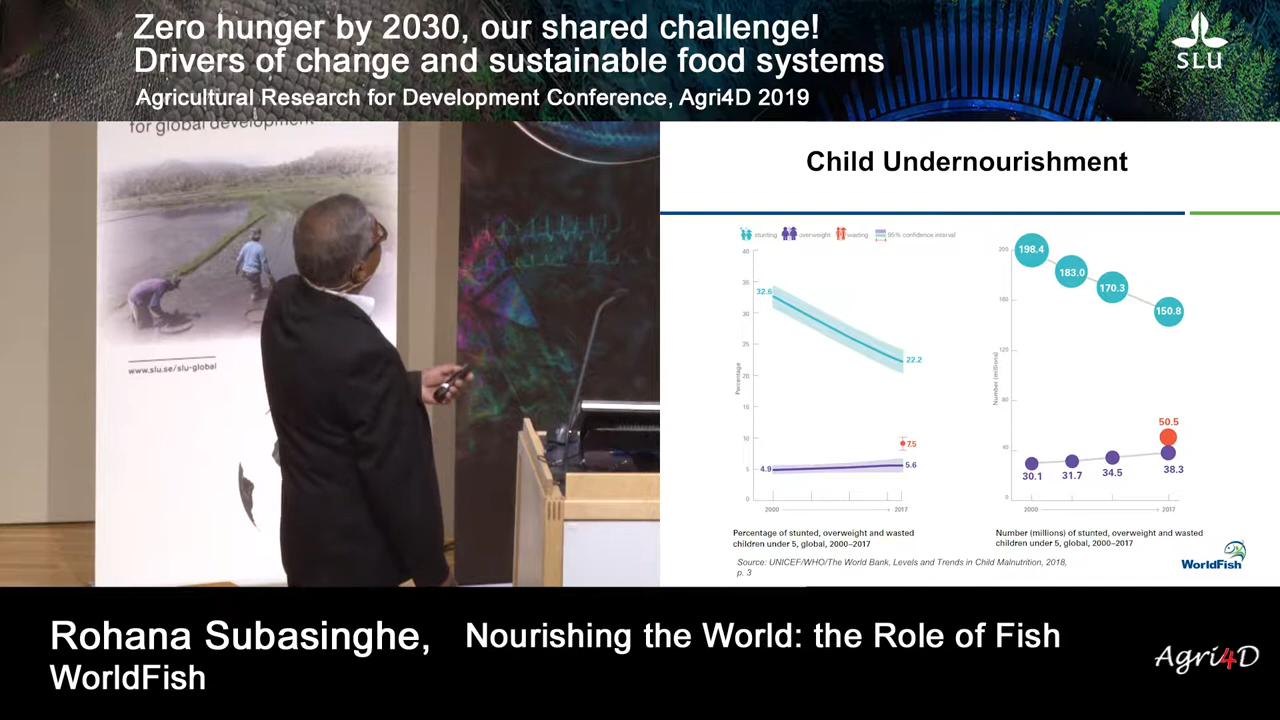 Zero hunger by 2030, our shared challenge!
Drivers of change and sustainable food systems
Agricultural Research for Development Conference, Agri4D 2019
SLU
for global development
www.slu.se/slu-global
Child Undernourishment
stunting overweight wasting 95% confidence interval
40
35
30
25
20
15
10
5
0
Percentage
32.6
22.2
7.5
4.9
5.6
2000
2017
Percentage of stunted, overweight and wasted
children under 5, global, 2000–2017
200
160
120
80
40
0
Number (millions)
198.4
183.0
170.3
150.8
50.5
30.1
31.7
34.5
38.3
2000
2017
Number (millions) of stunted, overweight and wasted
children under 5, global, 2000–2017
Source: UNICEF/WHO/The World Bank, Levels and Trends in Child Malnutrition, 2018,
p. 3
WorldFish
Rohana Subasinghe,
WorldFish
Nourishing the World: the Role of Fish
Agri4D